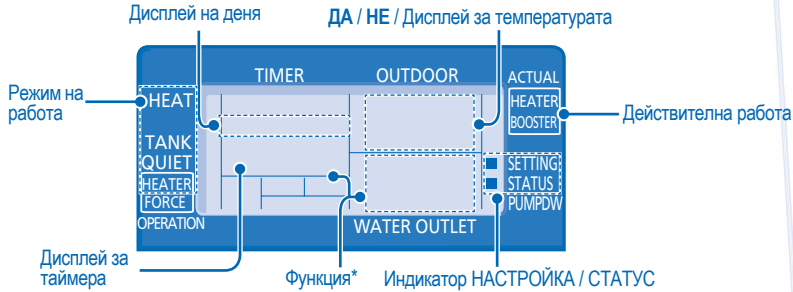 Дисплей на деня
ДА / НЕ / Дисплей за температурата
TIMER
OUTDOOR
ACTUAL
Режим на
работа
HEAT
HEATER
BOOSTER
Действителна работа
TANK
QUIET
SETTING
HEATER
STATUS
FORCE
PUMPDW
OPERATION
WATER OUTLET
Дисплей за
таймера
Функция*
Индикатор НАСТРОЙКА / СТАТУС